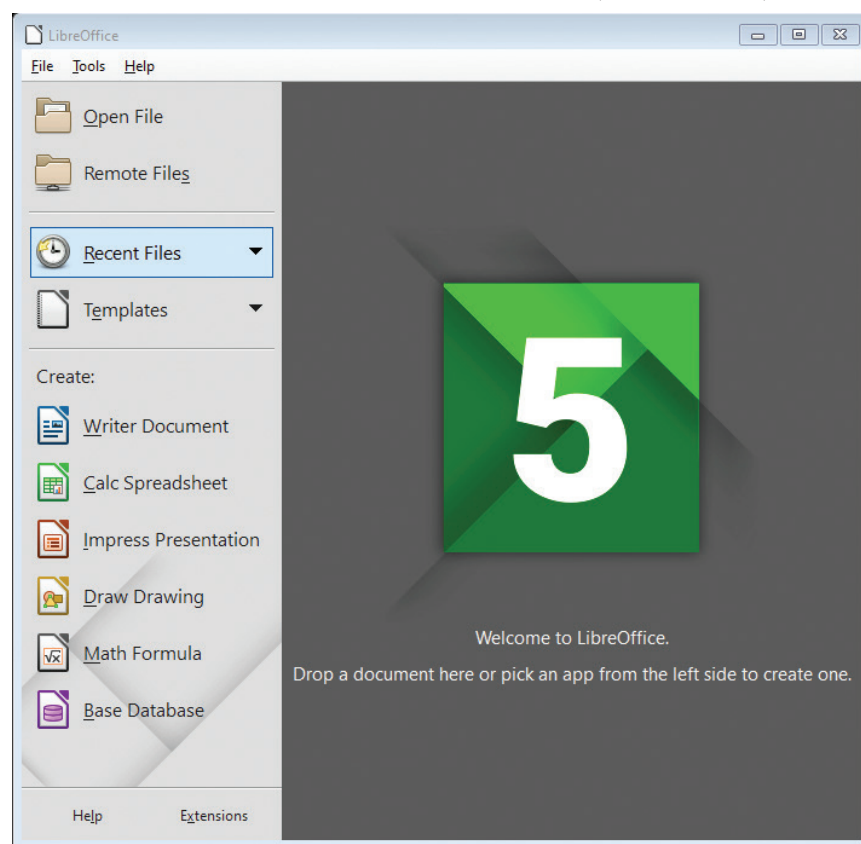 LibreOffice
File Tools Help
Open File
Remote Files
Recent Files
Templates
Create:
Writer Document
Calc Spreadsheet
Impress Presentation
Draw Drawing
Math Formula
Base Database
Help Extensions
5
Welcome to LibreOffice.
Drop a document here or pick an app from the left side to create one.